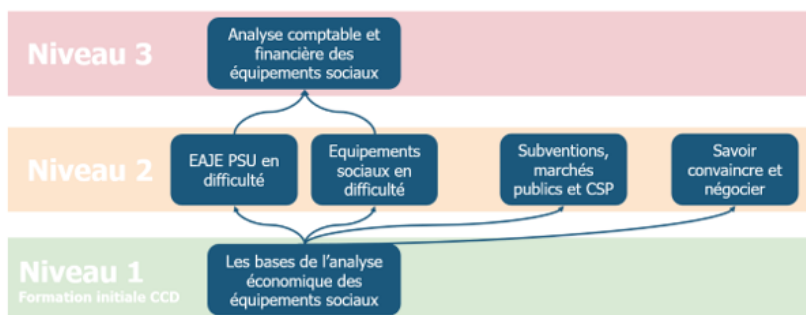 Niveau 3
Analyse comptable et
financière des
équipements sociaux
Niveau 2
EAJE PSU en
difficulté
Equipements
sociaux en
difficulté
Subventions,
marchés
publics et CSP
Savoir
convaincre et
négocier
Niveau 1
Formation initiale CCD
Les bases de l’analyse
économique des
équipements sociaux